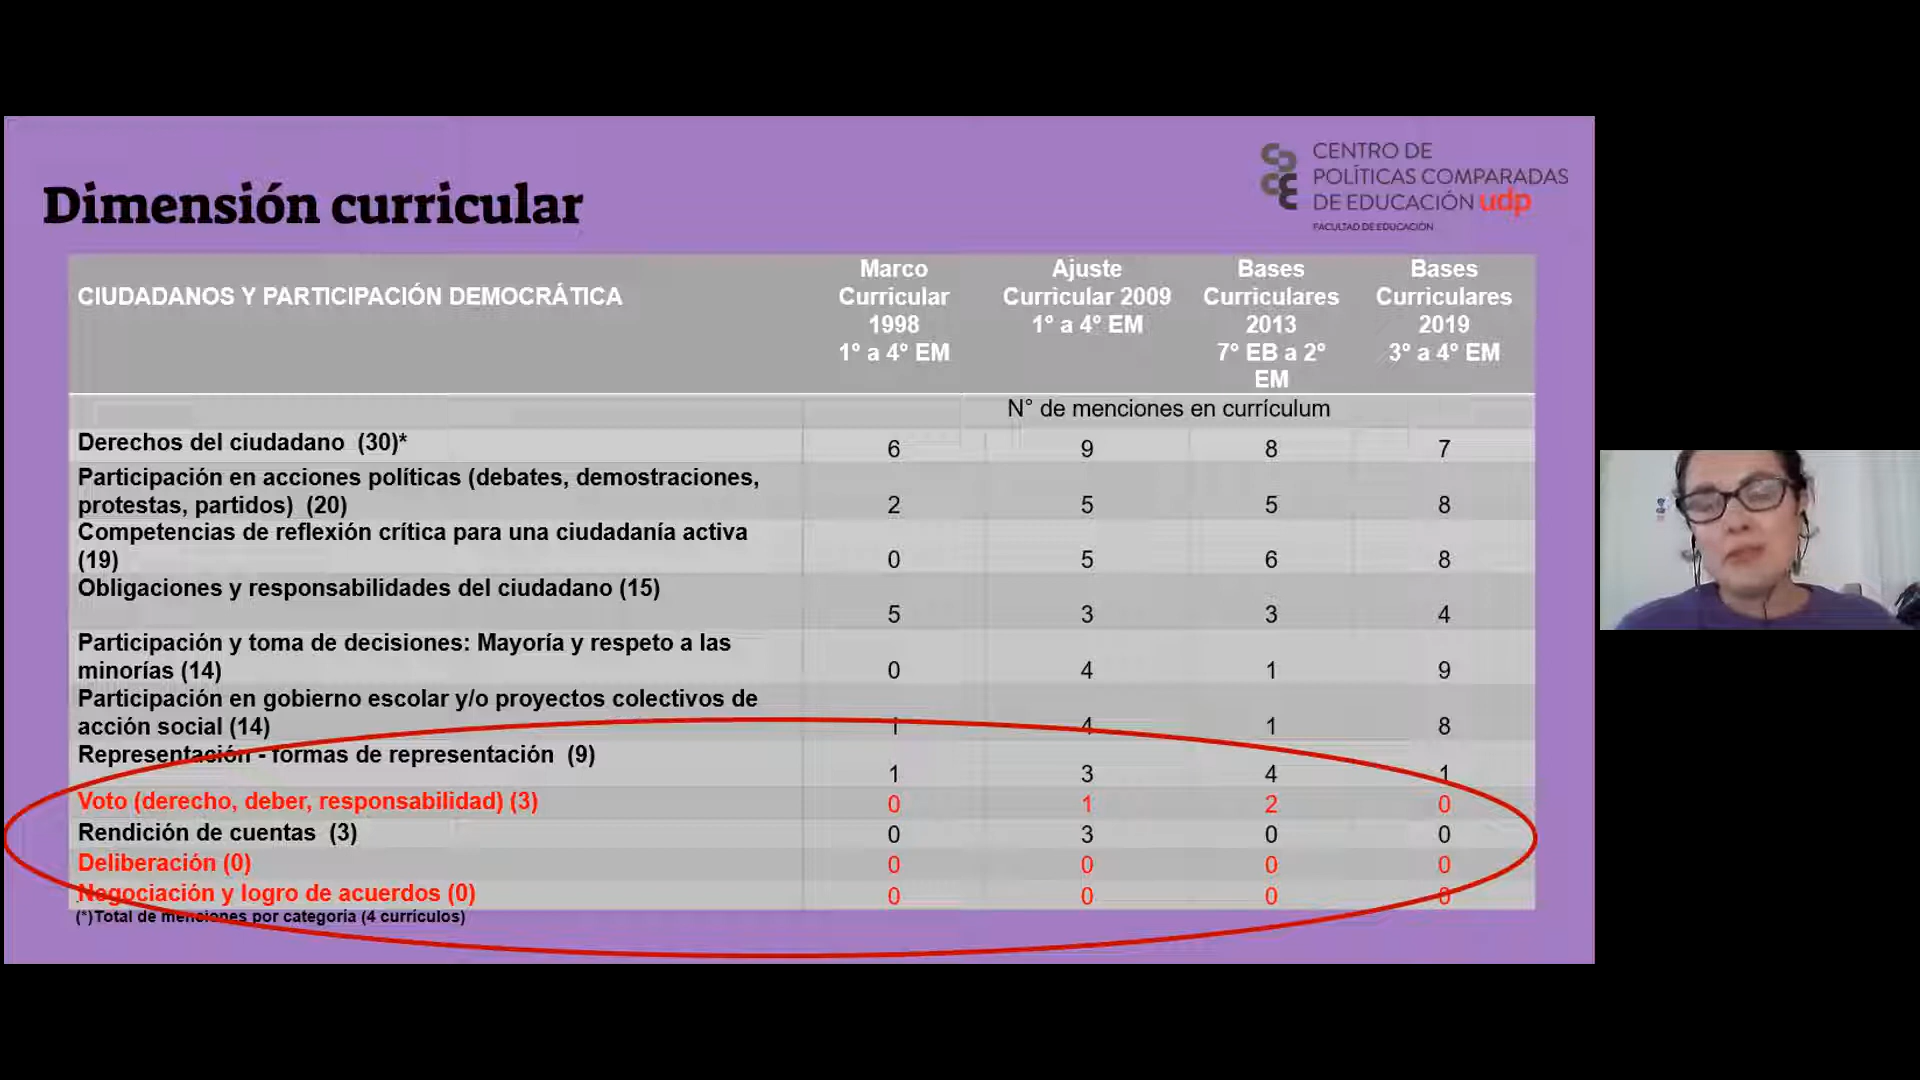 CENTRO DE
POLÍTICAS COMPARADAS
DE EDUCACIÓN udp
FACULTAD DE EDUCACIÓN
Dimensión curricular
CIUDADANOS Y PARTICIPACIÓN DEMOCRÁTICA
Marco
Curricular
1998
1° a 4° EM
Ajuste
Curricular 2009
1° a 4° EM
Bases
Curriculares
2013
7° EB a 2°
EM
Bases
Curriculares
2019
3° a 4° EM
N° de menciones en currículum
Derechos del ciudadano (30)* 6 9 8 7
Participación en acciones políticas (debates, demostraciones,
protestas, partidos) (20) 2 5 5 8
Competencias de reflexión crítica para una ciudadanía activa
(19) 0 5 6 8
Obligaciones y responsabilidades del ciudadano (15)
5 3 3 4
Participación y toma de decisiones: Mayoría y respeto a las
minorías (14) 0 4 1 9
Participación en gobierno escolar y/o proyectos colectivos de
acción social (14) 1 4 1 8
Representación - formas de representación (9)
1 3 4 1
Voto (derecho, deber, responsabilidad) (3) 0 1 2 0
Rendición de cuentas (3) 0 3 0 0
Deliberación (0) 0 0 0 0
Negociación y logro de acuerdos (0) 0 0 0 0
(*)Total de menciones por categoría (4 currículos)